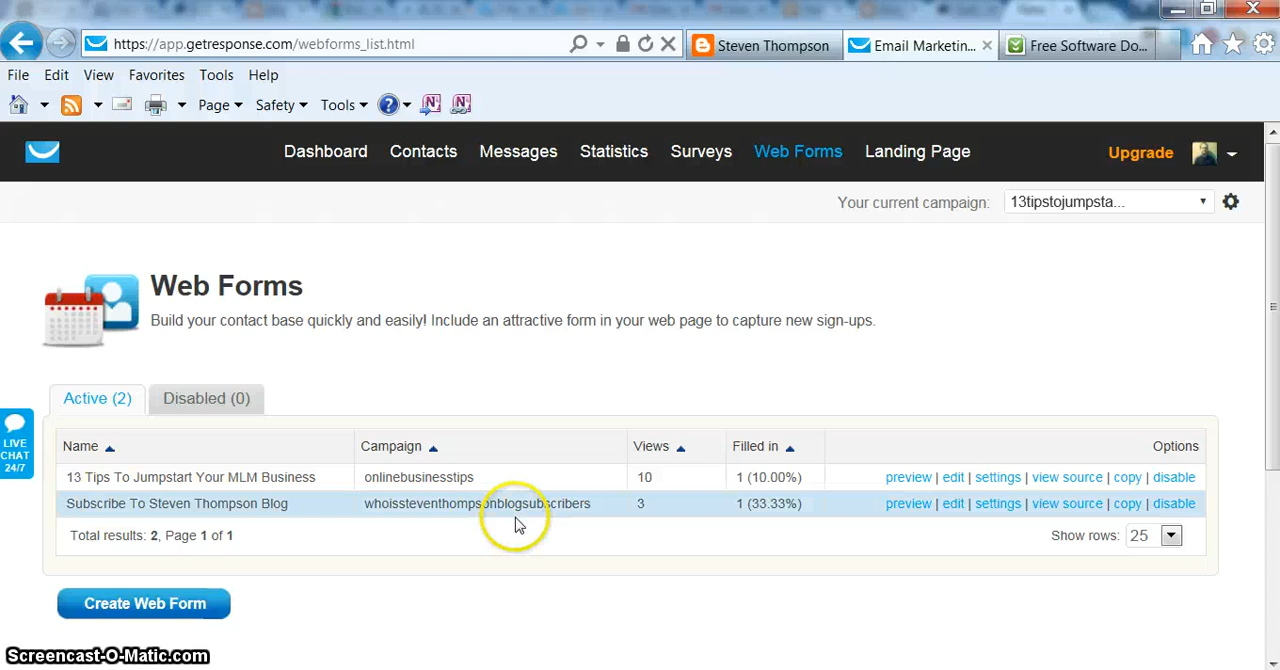 https://app.getresponse.com/webforms_list.html
Steven Thompson
Email Marketin...
Free Software Do...
File Edit View Favorites Tools Help
Page Safety Tools
Dashboard Contacts Messages Statistics Surveys Web Forms Landing Page Upgrade
Your current campaign: 13tipstojumpsta...
Web Forms
Build your contact base quickly and easily! Include an attractive form in your web page to capture new sign-ups.
LIVE
CHAT
24/7
Active (2) Disabled (0)
Name Campaign Views Filled in Options
13 Tips To Jumpstart Your MLM Business onlinebusinesstips 10 1 (10.00%) preview | edit | settings | view source | copy | disable
Subscribe To Steven Thompson Blog whoisseventhompsonblogsubscribers 3 1 (33.33%) preview | edit | settings | view source | copy | disable
Total results: 2, Page 1 of 1 Show rows: 25
Create Web Form
Screencast-O-Matic.com